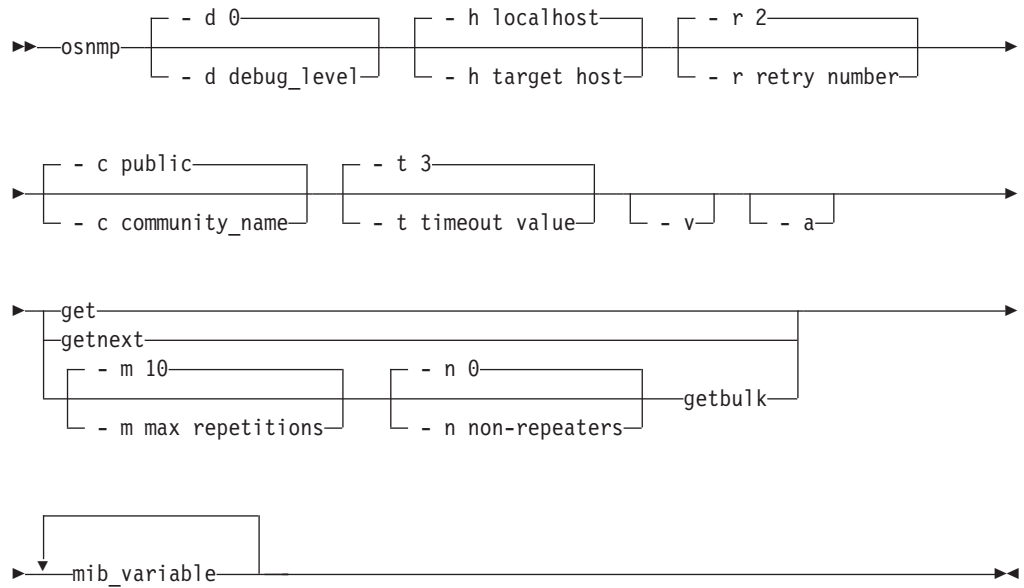 - d 0 - h localhost - r 2
osnmp
- d debug_level - h target host - r retry number
- c public - t 3
- c community_name - t timeout value - v - a
get
getnext
- m 10 - n 0
getbulk
- m max repetitions - n non-repeaters
mib_variable